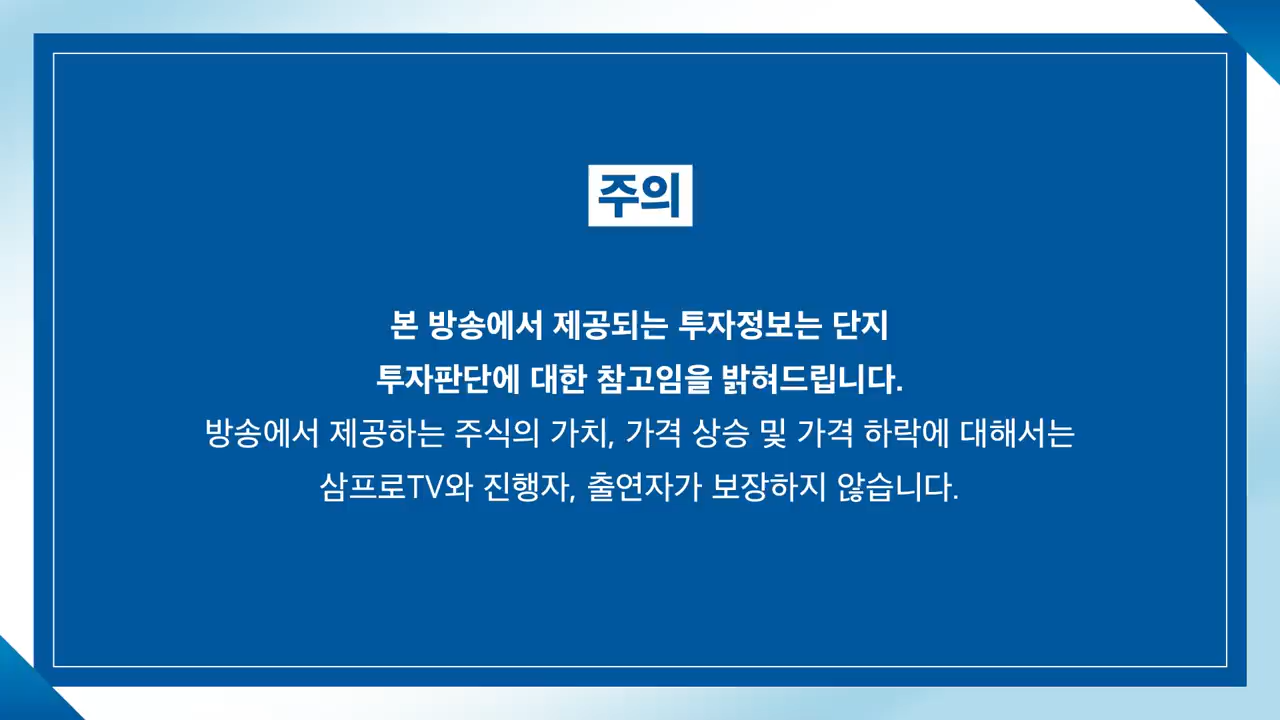 주의
본 방송에서 제공되는 투자정보는 단지
투자판단에 대한 참고임을 밝혀드립니다.
방송에서 제공하는 주식의 가치, 가격 상승 및 가격 하락에 대해서는
삼프로TV와 진행자, 출연자가 보장하지 않습니다.